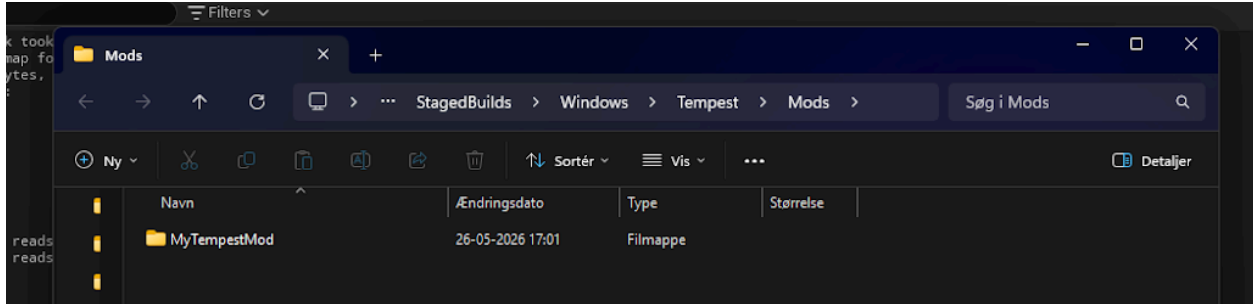 Filters
k took
map fo
ytes,
:
reads
reads
Mods
... StagedBuilds > Windows > Tempest > Mods >
Søg i Mods
Ny
Sortér
Vis
...
Detaljer
Navn Ændringsdato Type Størrelse
MyTempestMod 26-05-2026 17:01 Filmappe